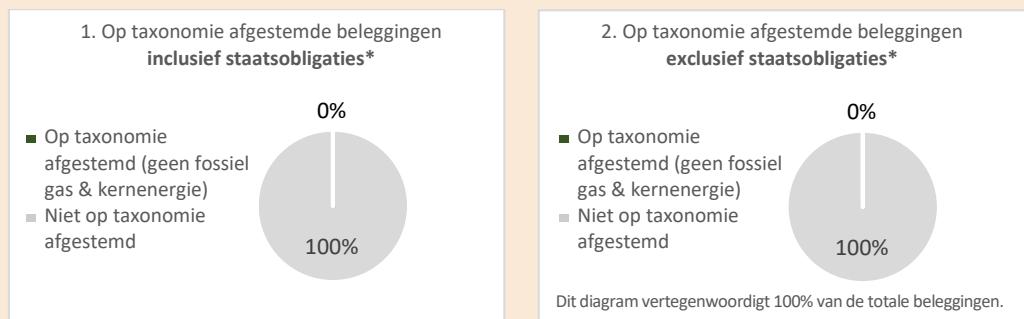 1. Op taxonomie afgestemde beleggingen
inclusief staatsobligaties*
0%
Op taxonomie
afgestemd (geen fossiel
gas & kernenergie)
Niet op taxonomie
afgestemd
100%
2. Op taxonomie afgestemde beleggingen
exclusief staatsobligaties*
0%
Op taxonomie
afgestemd (geen fossiel
gas & kernenergie)
Niet op taxonomie
afgestemd
100%
Dit diagram vertegenwoordigt 100% van de totale beleggingen.